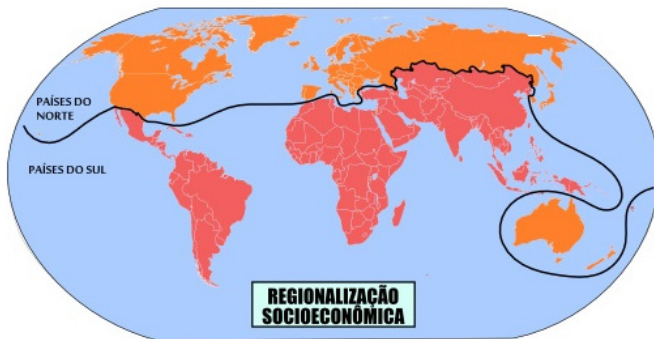 PAÍSES DO
NORTE
PAÍSES DO SUL
REGIONALIZAÇÃO
SOCIOECONÔMICA